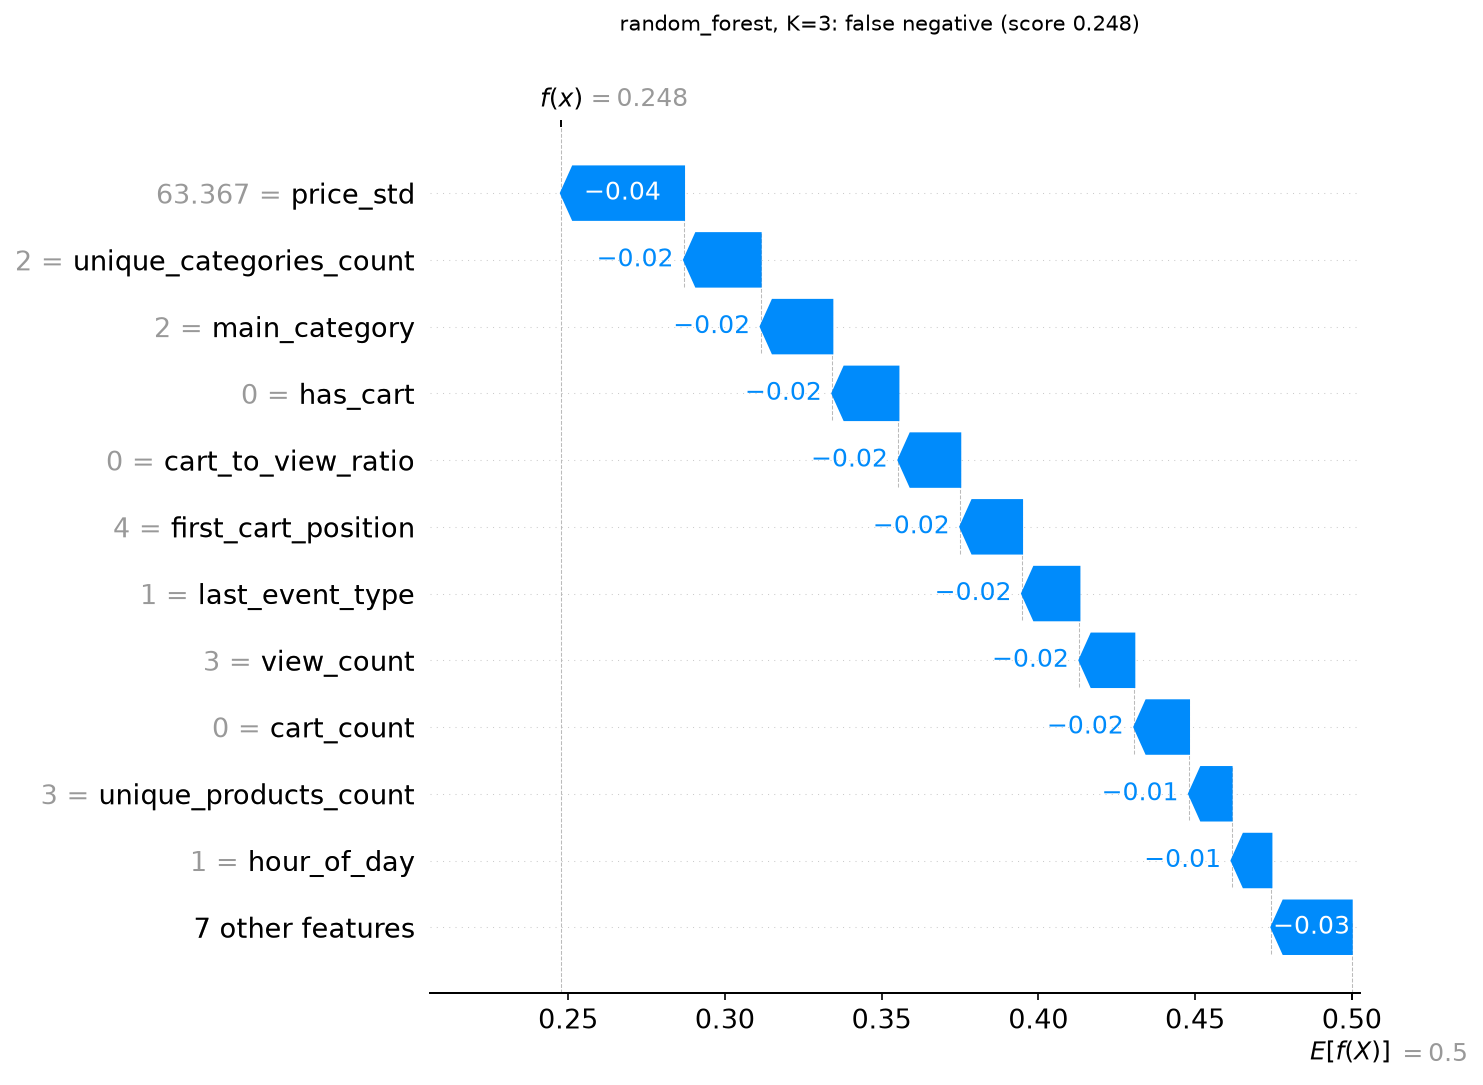 random_forest, K=3: false negative (score 0.248)
f(x) = 0.248
63.367 = price_std −0.04
2 = unique_categories_count −0.02
2 = main_category −0.02
0 = has_cart −0.02
0 = cart_to_view_ratio −0.02
4 = first_cart_position −0.02
1 = last_event_type −0.02
3 = view_count −0.02
0 = cart_count −0.02
3 = unique_products_count −0.01
1 = hour_of_day −0.01
7 other features −0.03
0.25 0.30 0.35 0.40 0.45 0.50
E[f(X)] = 0.5